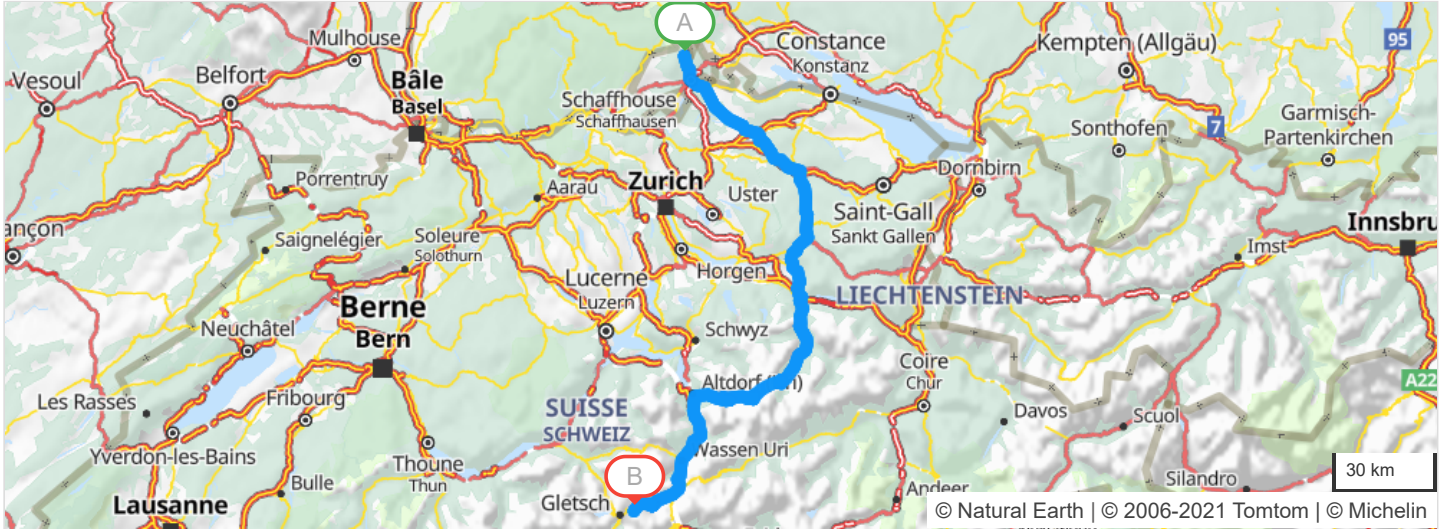 A
95
Constance
Konstanz
Kempten (Allgäu)
Mulhouse
Vesoul
Belfort
Bâle
Basel
Schaffhouse
Schaffhausen
7
Garmisch-
Partenkirchen
Sonthofen
Dornbirn
Porrentruy
Aarau
Zurich
Uster
Saint-Gall
Sankt Gallen
ançon
Saignelégier
Soleure
Solothurn
Innsbru
Imst
Horgen
Lucerne
Luzern
LIECHTENSTEIN
Berne
Bern
Neuchâtel
Schwyz
Coire
Chur
Altdorf (Uri)
A22
Les Rasses
Fribourg
SUISSE
SCHWEIZ
Davos
Scuol
Wassen Uri
Yverdon-les-Bains
Thoune
Thun
B
30 km
Bulle
Silandro
Lausanne
Gletsch
Andeer
© Natural Earth | © 2006-2021 Tomtom | © Michelin